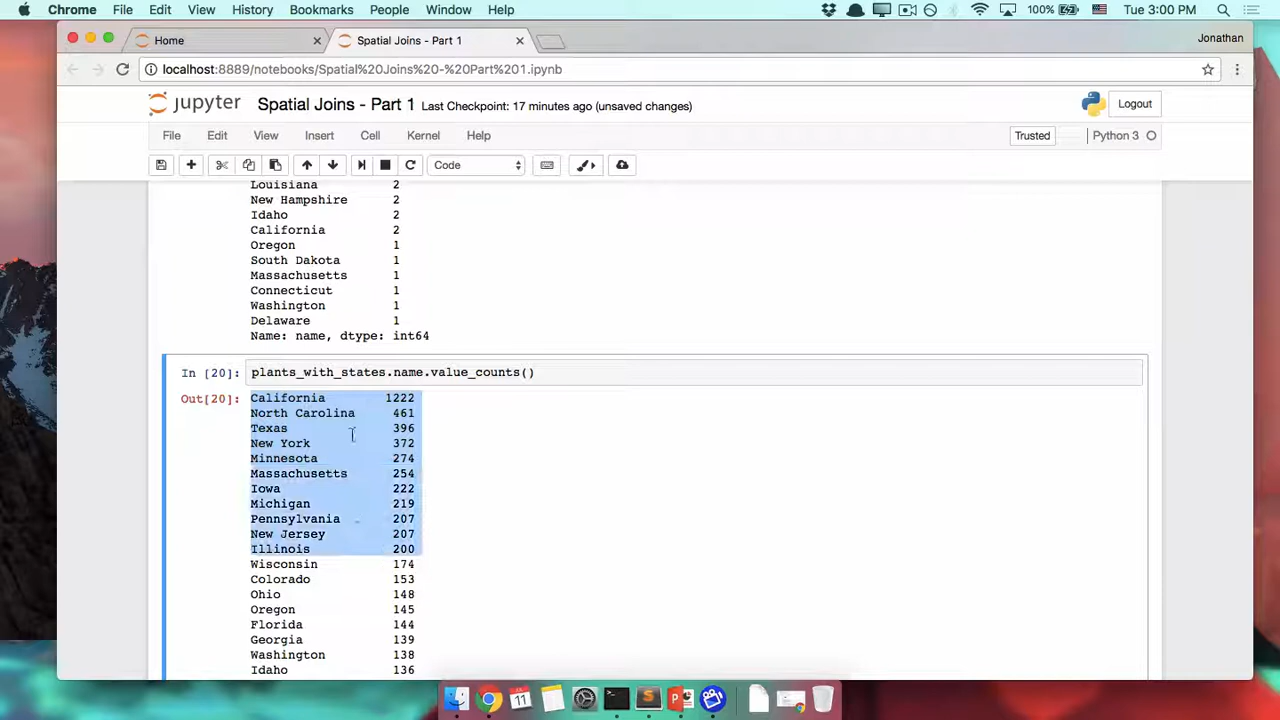 Chrome File Edit View History Bookmarks People Window Help 100% Tue 3:00 PM
Home Spatial Joins - Part 1 Jonathan
localhost:8889/notebooks/Spatial%20Joins%20-%20Part%201.ipynb
jupyter Spatial Joins - Part 1 Last Checkpoint: 17 minutes ago (unsaved changes) Logout
File Edit View Insert Cell Kernel Help Trusted Python 3
Code
Louisiana 2
New Hampshire 2
Idaho 2
California 2
Oregon 1
South Dakota 1
Massachusetts 1
Connecticut 1
Washington 1
Delaware 1
Name: name, dtype: int64
In [20]: plants_with_states.name.value_counts()
Out[20]: California 1222
North Carolina 461
Texas 396
New York 372
Minnesota 274
Massachusetts 254
Iowa 222
Michigan 219
Pennsylvania 207
New Jersey 207
Illinois 200
Wisconsin 174
Colorado 153
Ohio 148
Oregon 145
Florida 144
Georgia 139
Washington 138
Idaho 136
11